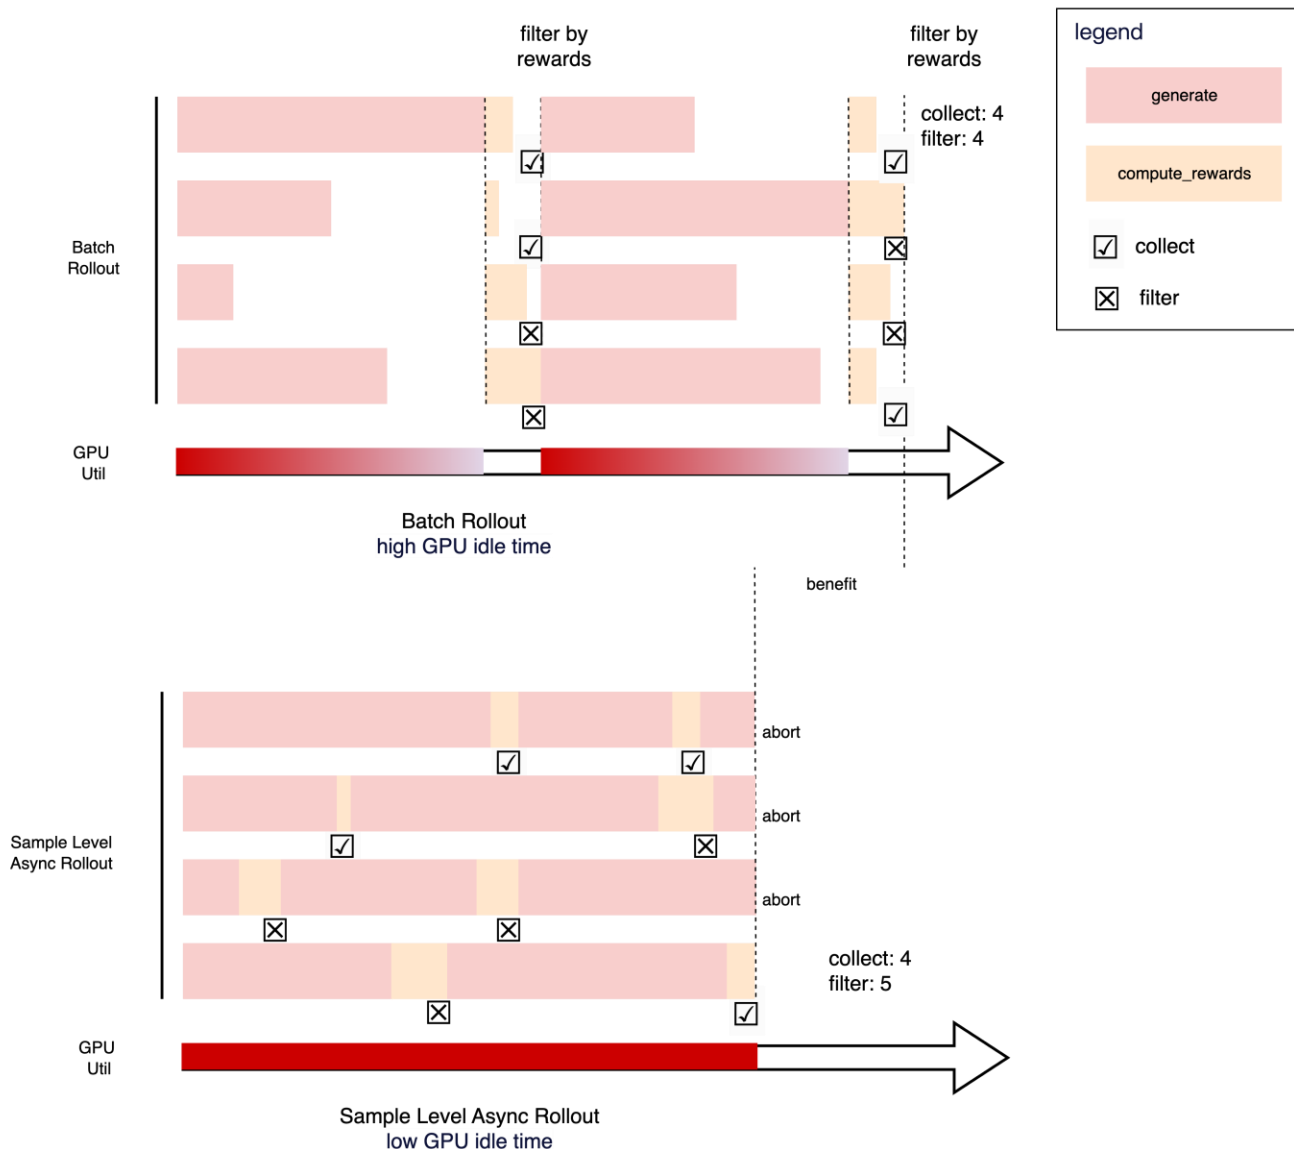 filter by
rewards
filter by
rewards
legend
generate
compute_rewards
collect
filter
collect: 4
filter: 4
Batch
Rollout
GPU
Util
Batch Rollout
high GPU idle time
benefit
abort
abort
Sample Level
Async Rollout
abort
collect: 4
filter: 5
GPU
Util
Sample Level Async Rollout
low GPU idle time